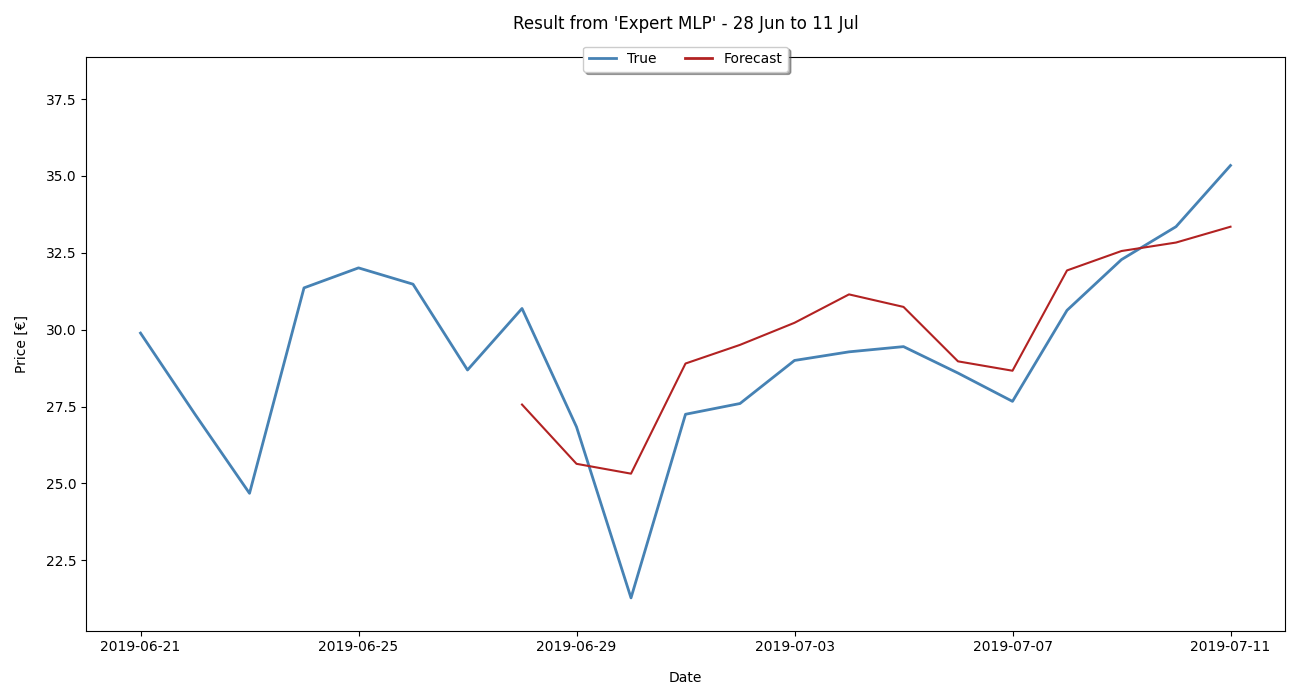 Result from 'Expert MLP' - 28 Jun to 11 Jul
True Forecast
37.5
35.0
32.5
30.0
27.5
25.0
22.5
Price [€]
2019-06-21 2019-06-25 2019-06-29 2019-07-03 2019-07-07 2019-07-11
Date